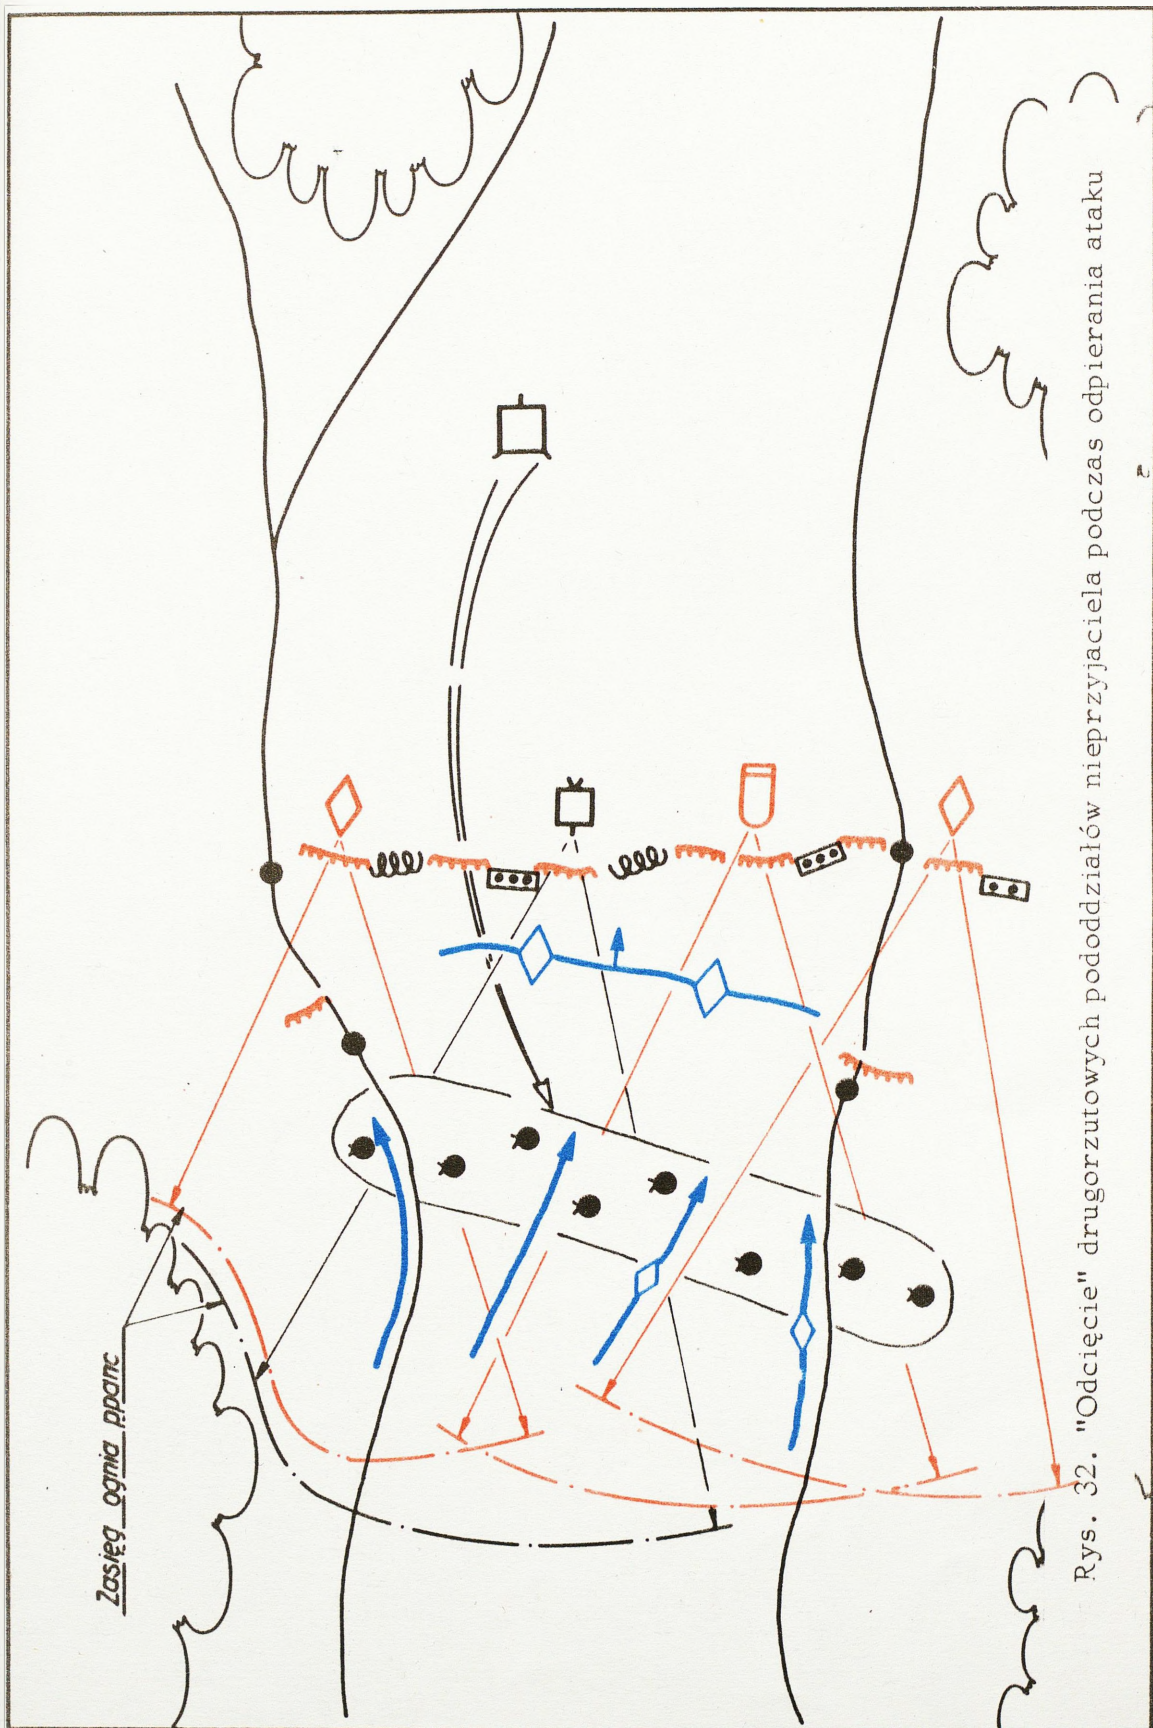 Zasięg ognia ppanc
Rys. 32. "Odcięcie" drugorzutowych pododdziałów nieprzyjaciela podczas odpierania ataku